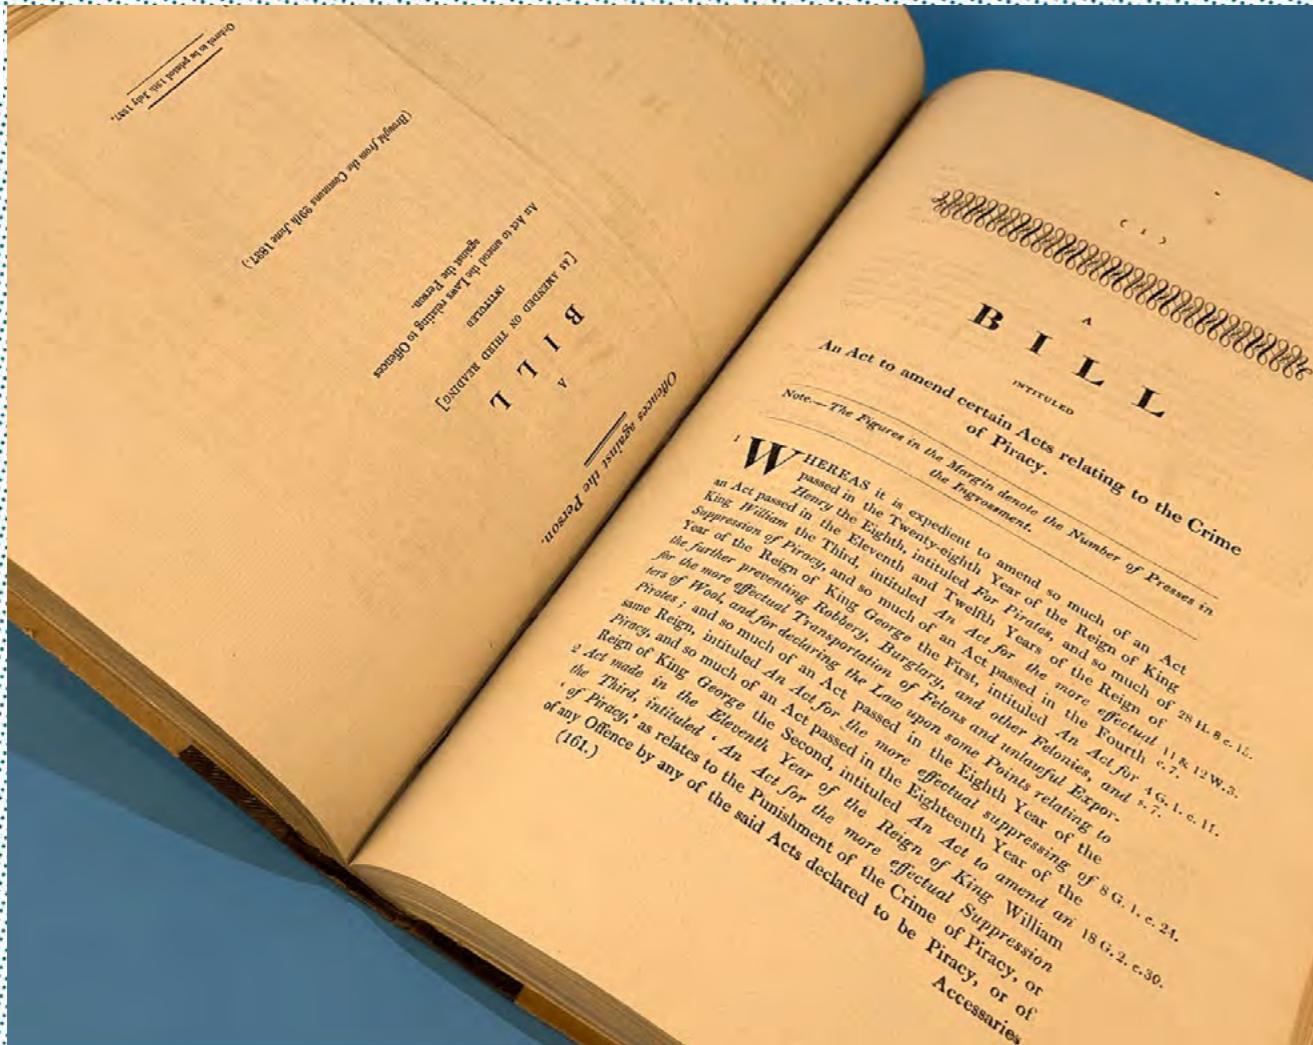 Offences against the Person.
A
BILL
[AS AMENDED ON THIRD READING]
INTITULED
An Act to amend the Laws relating to Offences
against the Person.
(Brought from the Commons 29th June 1837.)
Ordered to be printed July 1837.
( 1 )
A
BILL
INTITULED
An Act to amend certain Acts relating to the Crime
of Piracy.
Note.—The Figures in the Margin denote the Number of Presses in
the Ingrossment.
1 WHEREAS it is expedient to amend so much of an Act
passed in the Twenty-eighth Year of the Reign of King
Henry the Eighth, intituled For Pirates, and so much of 28 H. 8 c. 15.
an Act passed in the Eleventh and Twelfth Years of the Reign of
King William the Third, intituled An Act for the more effectual 11 & 12 W. 3.
Suppression of Piracy, and so much of an Act passed in the Fourth c. 7.
Year of the Reign of King George the First, intituled An Act for 4 G. 1. c. 11.
the further preventing Robbery, Burglary, and other Felonies, and s. 7.
for the more effectual Transportation of Felons and unlawful Expor-
ters of Wool, and for declaring the Law upon some Points relating to
Pirates; and so much of an Act passed in the Eighth Year of the
same Reign, intituled An Act for the more effectual suppressing of 8 G. 1. c. 24.
Piracy, and so much of an Act passed in the Eighteenth Year of the
Reign of King George the Second, intituled An Act to amend an 18 G. 2. c. 30.
2 Act made in the Eleventh Year of the Reign of King William
the Third, intituled ‘ An Act for the more effectual Suppression
‘ of Piracy,’ as relates to the Punishment of the Crime of Piracy, or
of any Offence by any of the said Acts declared to be Piracy, or of
(161.) Accessaries